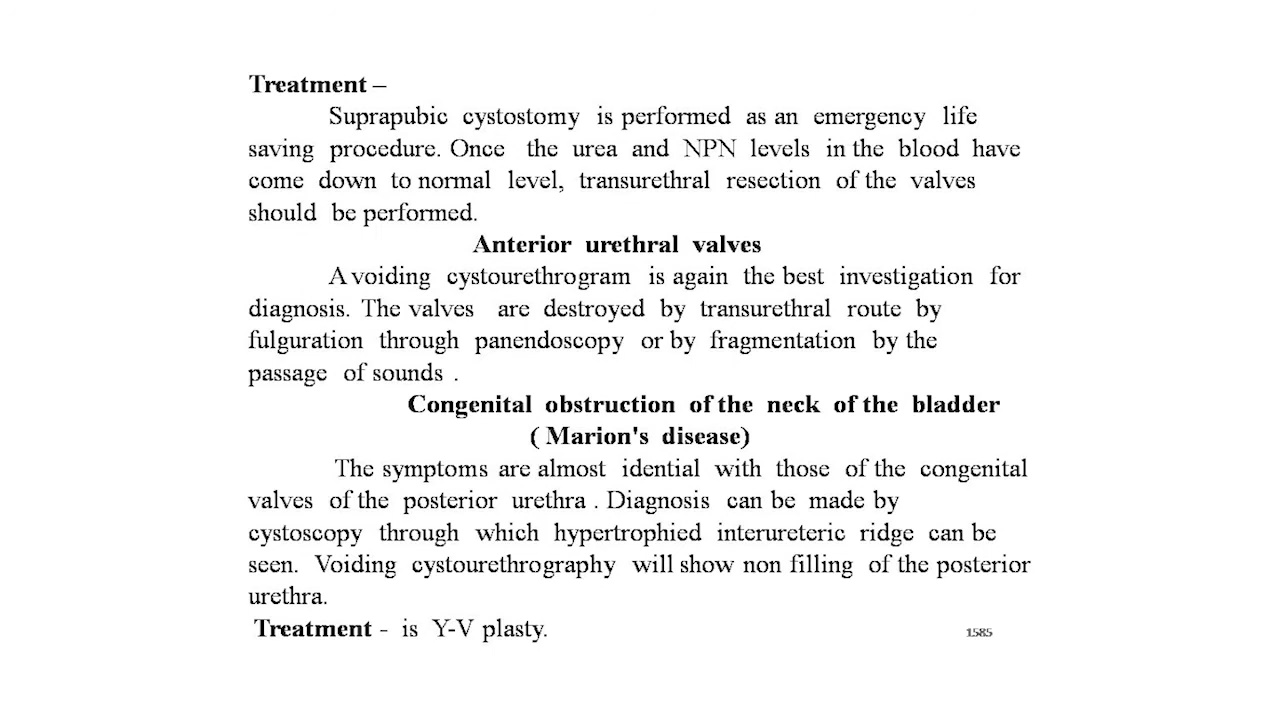 Treatment –
Suprapubic cystostomy is performed as an emergency life
saving procedure. Once the urea and NPN levels in the blood have
come down to normal level, transurethral resection of the valves
should be performed.
Anterior urethral valves
A voiding cystourethrogram is again the best investigation for
diagnosis. The valves are destroyed by transurethral route by
fulguration through panendoscopy or by fragmentation by the
passage of sounds .
Congenital obstruction of the neck of the bladder
( Marion's disease)
The symptoms are almost idential with those of the congenital
valves of the posterior urethra . Diagnosis can be made by
cystoscopy through which hypertrophied interureteric ridge can be
seen. Voiding cystourethrography will show non filling of the posterior
urethra.
Treatment - is Y-V plasty.
1585